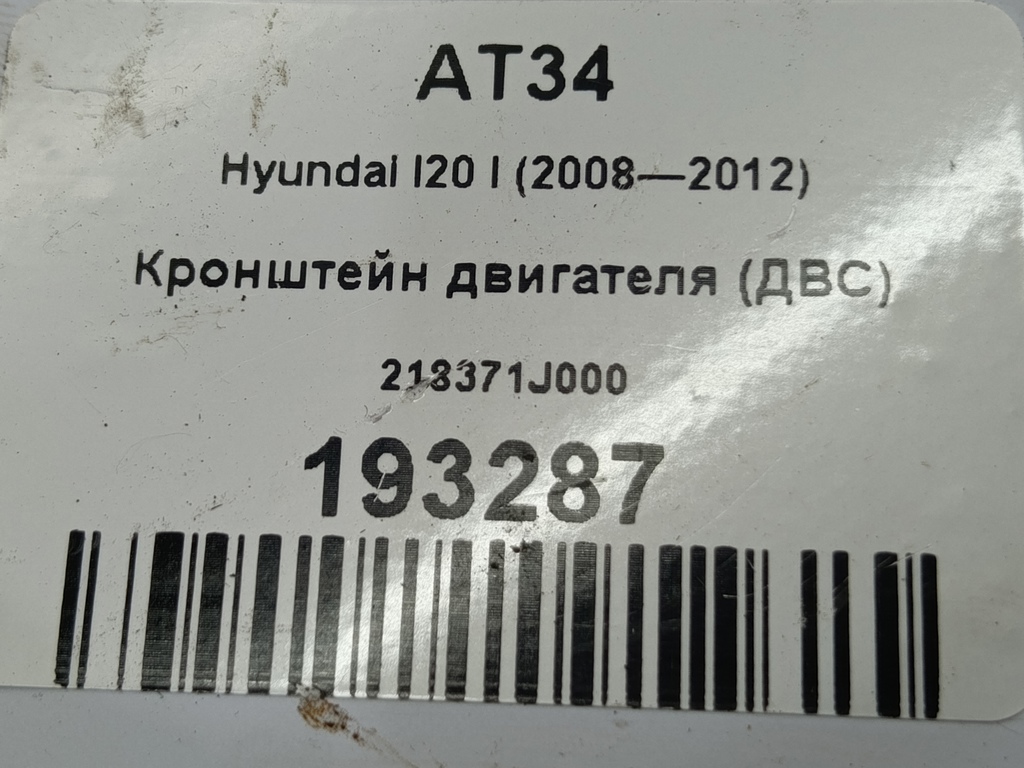 AT34
Hyundai I20 I (2008—2012)
Кронштейн двигателя (ДВС)
218371J000
193287